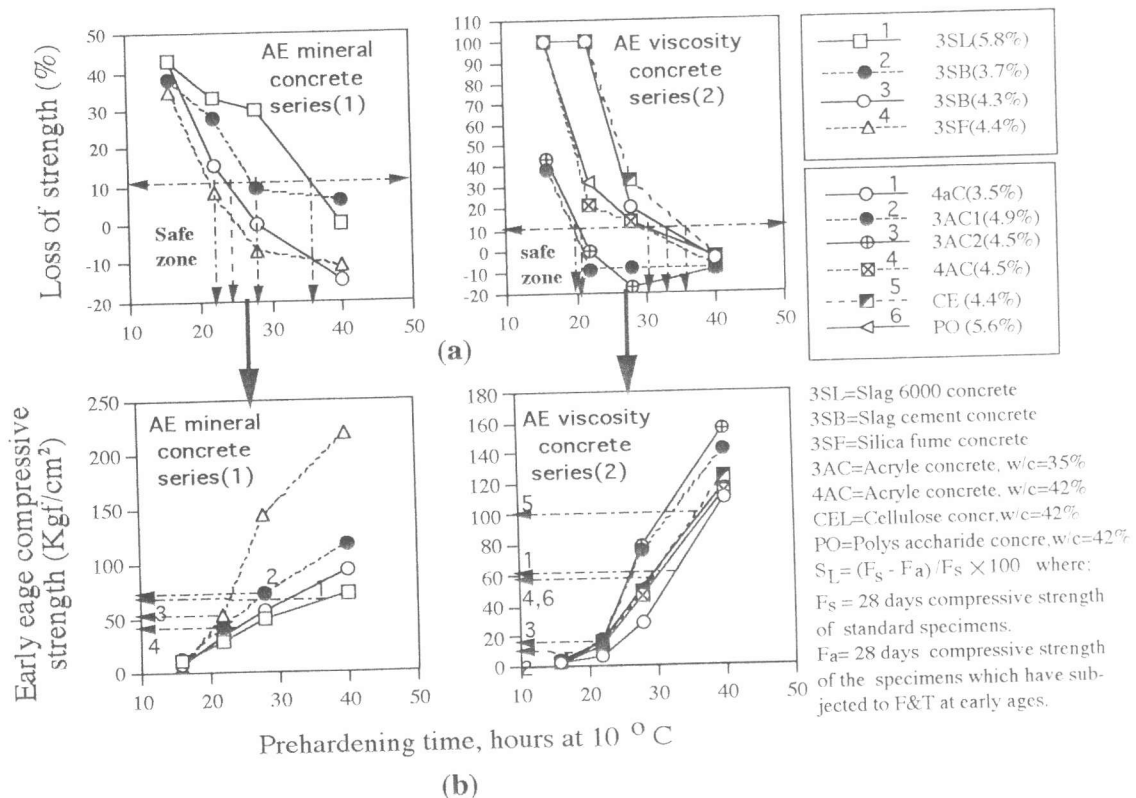 Loss of strength (%)
50
40
30
20
10
0
-10
-20
10
20
30
40
50
AE mineral
concrete
series(1)
Safe
zone
110
100
90
80
70
60
50
40
30
20
10
0
-10
-20
10
20
30
40
50
AE viscosity
concrete
series(2)
safe
zone
(a)
1 3SL(5.8%)
2 3SB(3.7%)
3 3SB(4.3%)
4 3SF(4.4%)
1 4aC(3.5%)
2 3AC1(4.9%)
3 3AC2(4.5%)
4 4AC(4.5%)
5 CE (4.4%)
6 PO (5.6%)
Early eage compressive
strength (Kgf/cm²)
250
200
150
100
50
0
10
20
30
40
50
AE mineral
concrete
series(1)
2
1
3
4
180
160
140
120
100
80
60
40
20
0
10
20
30
40
50
AE viscosity
concrete
series(2)
5
1
4,6
3
2
3SL=Slag 6000 concrete
3SB=Slag cement concrete
3SF=Silica fume concrete
3AC=Acryle concrete, w/c=35%
4AC=Acryle concrete, w/c=42%
CEL=Cellulose concr,w/c=42%
PO=Polys accharide concre,w/c=42%
S_L=(F_s - F_a) /F_s ×100 where:
Fs = 28 days compressive strength
of standard specimens.
Fa= 28 days compressive strength
of the specimens which have sub-
jected to F&T at early ages.
Prehardening time, hours at 10 ° C
(b)